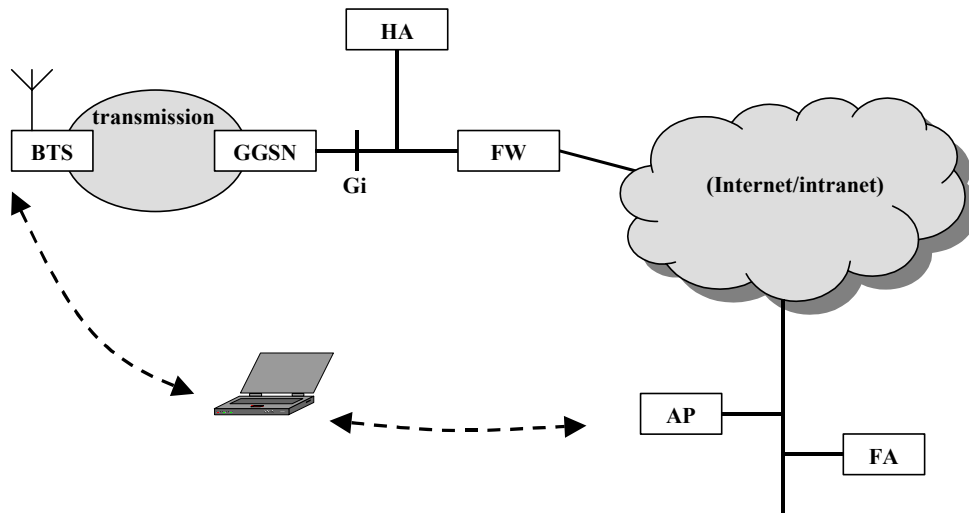 HA
transmission
BTS
GGSN
FW
Gi
(Internet/intranet)
AP
FA